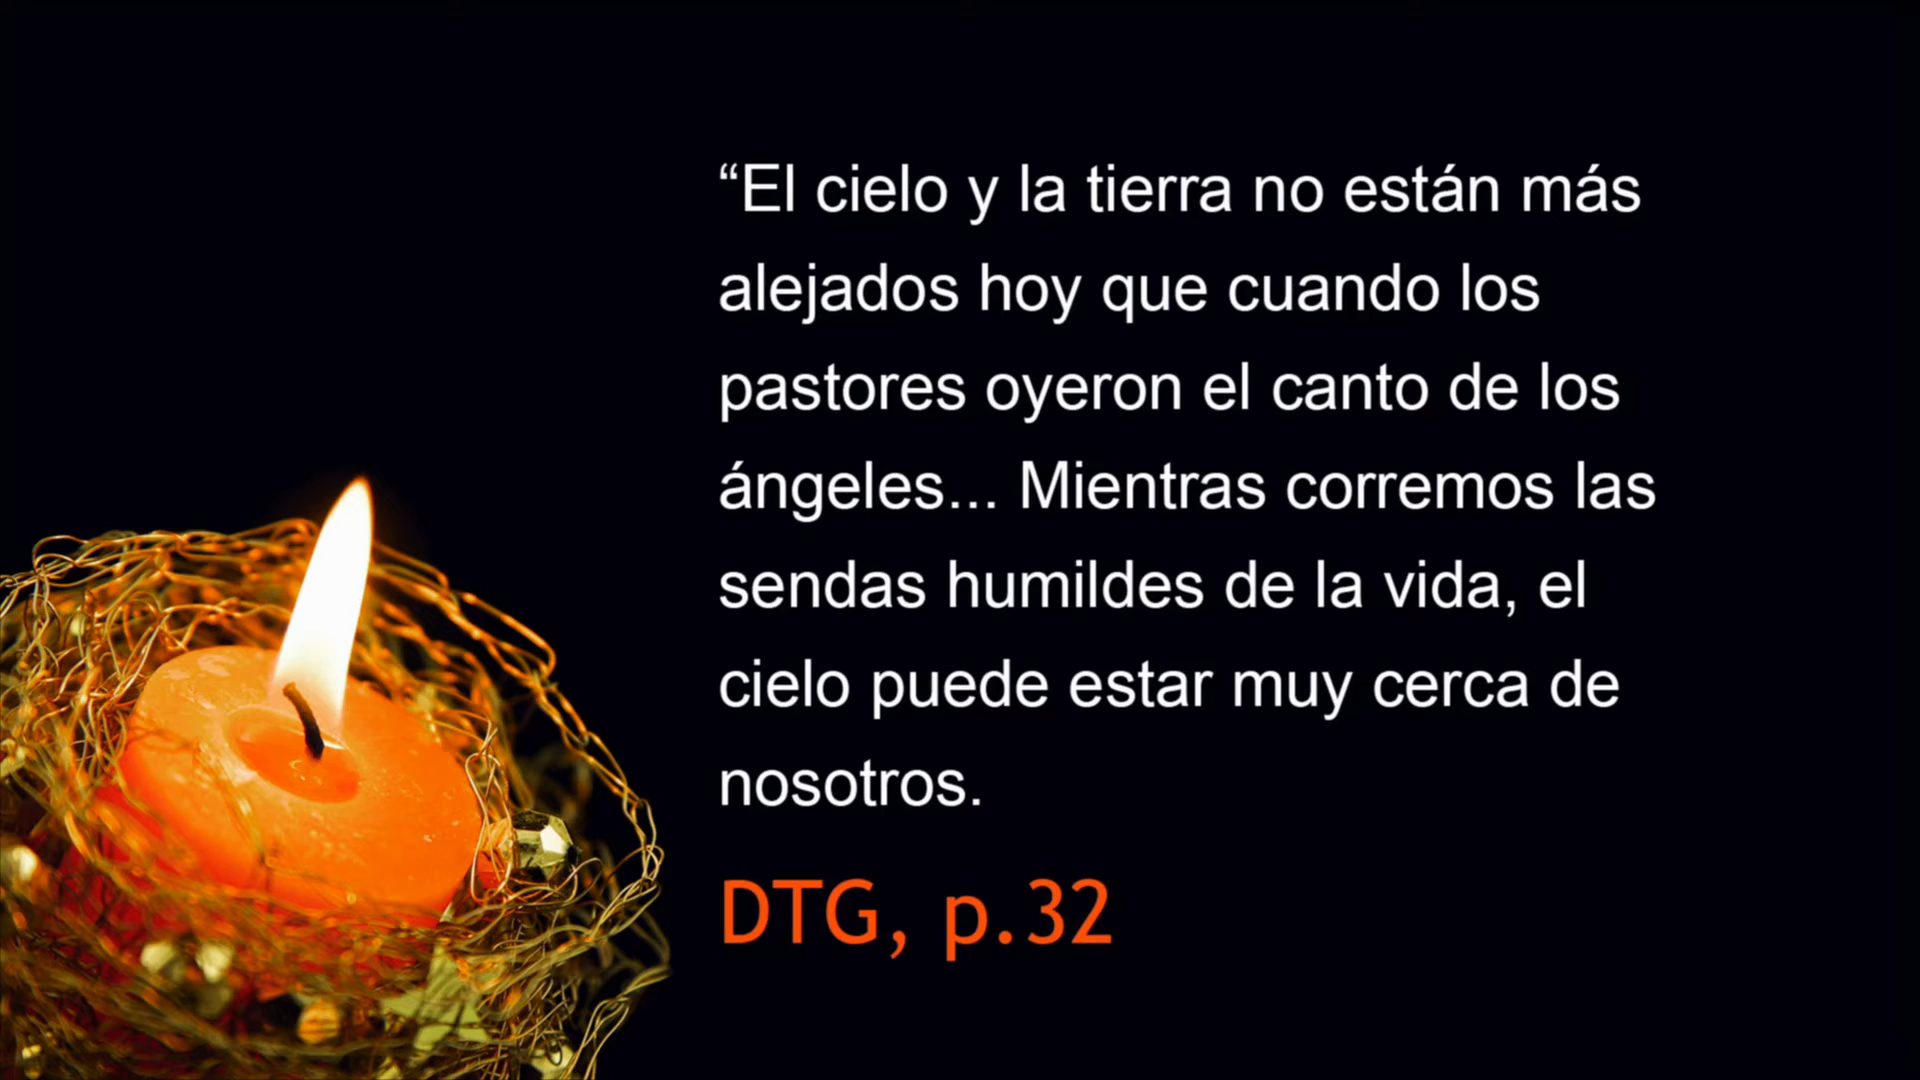 “El cielo y la tierra no están más
alejados hoy que cuando los
pastores oyeron el canto de los
ángeles... Mientras corremos las
sendas humildes de la vida, el
cielo puede estar muy cerca de
nosotros.
DTG, p.32